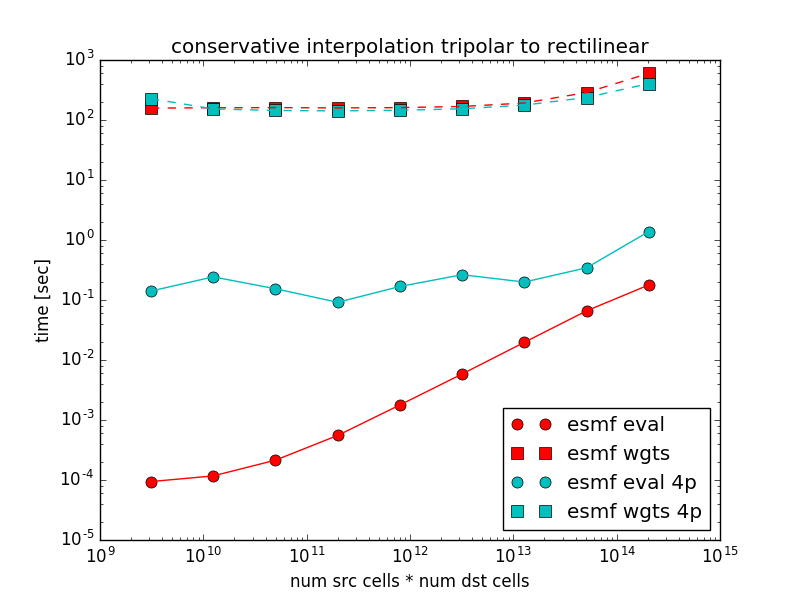 conservative interpolation tripolar to rectilinear
10^3
10^2
10^1
10^0
10^-1
10^-2
10^-3
10^-4
10^-5
time [sec]
esmf eval
esmf wgts
esmf eval 4p
esmf wgts 4p
10^9 10^10 10^11 10^12 10^13 10^14 10^15
num src cells * num dst cells